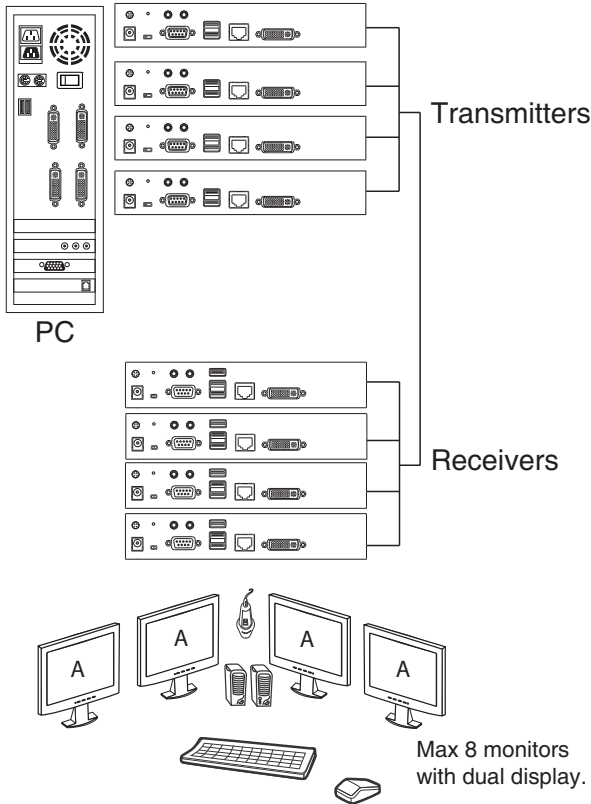 Transmitters
PC
Receivers
A
A
A
A
Max 8 monitors
with dual display.